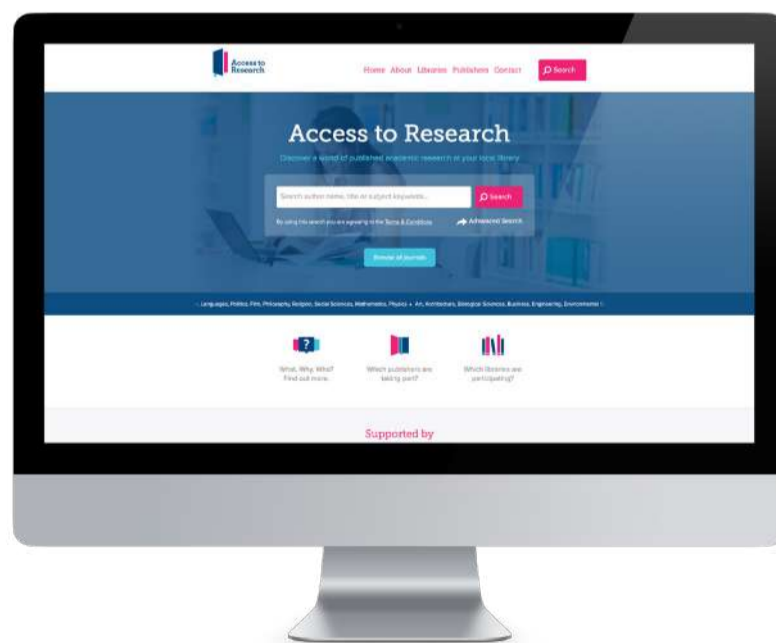 Access to
Research
Home About Libraries Publishers Contact
Search
Access to Research
Discover a world of published academic research at your local library
Search author name, title or subject keywords...
Search
By using this search you are agreeing to the Terms & Conditions
Advanced Search
Browse all journals
Languages, Politics, Film, Philosophy, Religion, Social Sciences, Mathematics, Physics • Art, Architecture, Biological Sciences, Business, Engineering, Environmental
?
What, Why, Who?
Find out more.
Which publishers are
taking part?
Which libraries are
participating?
Supported by